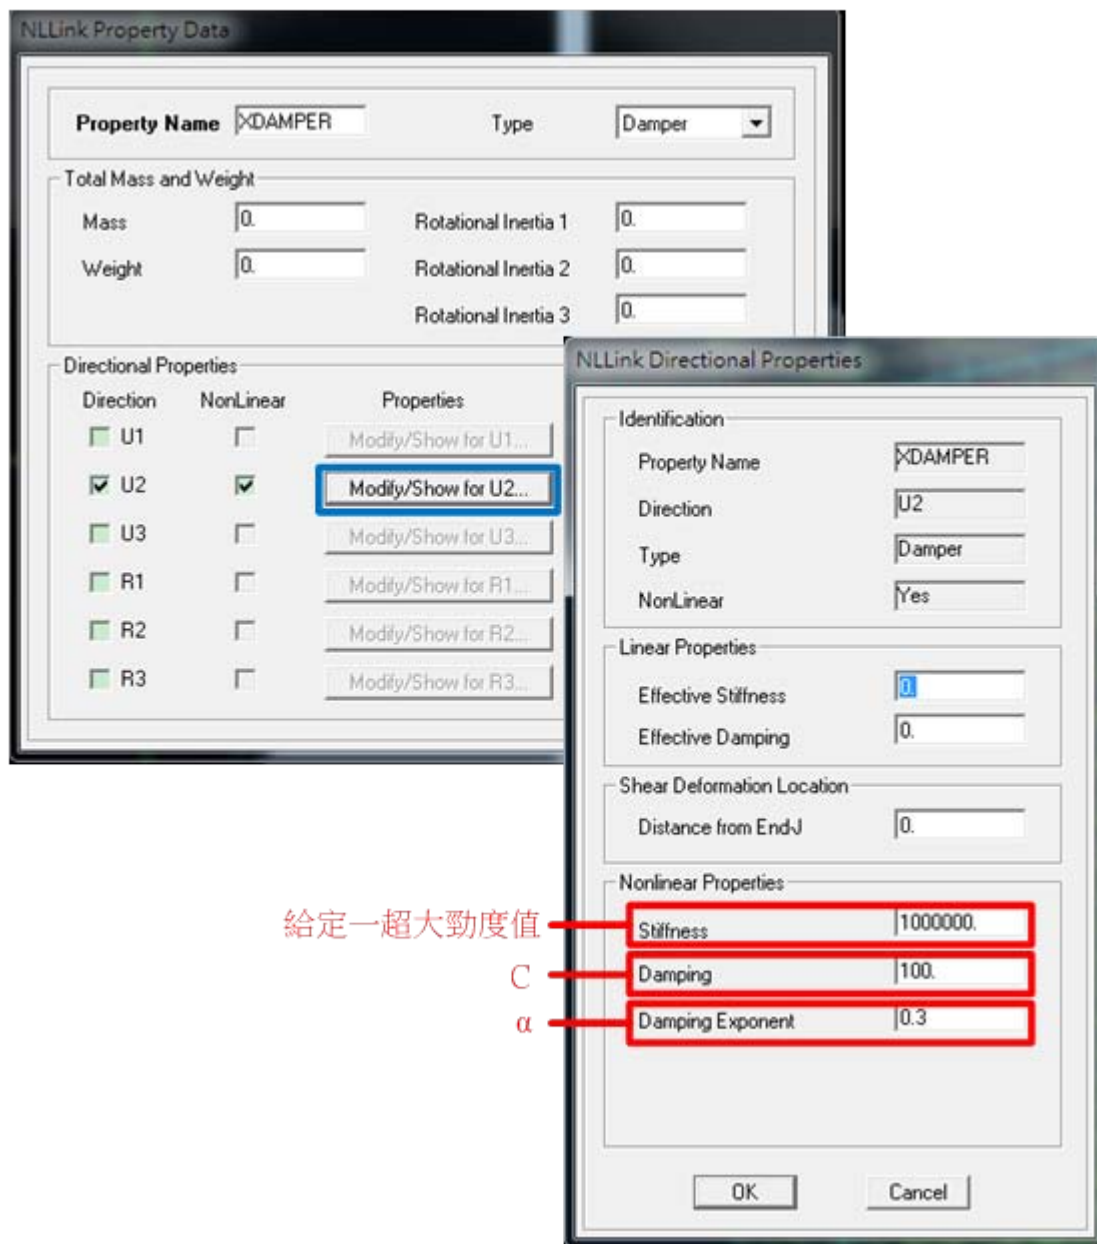 NLLink Property Data
Property Name XDAMPER Type Damper
Total Mass and Weight
Mass 0. Rotational Inertia 1 0.
Weight 0. Rotational Inertia 2 0.
Rotational Inertia 3 0.
Directional Properties
Direction NonLinear Properties
U1 Modify/Show for U1...
U2 Modify/Show for U2...
U3 Modify/Show for U3...
R1 Modify/Show for R1...
R2 Modify/Show for R2...
R3 Modify/Show for R3...
NLLink Directional Properties
Identification
Property Name XDAMPER
Direction U2
Type Damper
NonLinear Yes
Linear Properties
Effective Stiffness 0.
Effective Damping 0.
Shear Deformation Location
Distance from End-J 0.
Nonlinear Properties
給定一超大勁度值 Stiffness 1000000.
C Damping 100.
α Damping Exponent 0.3
OK Cancel